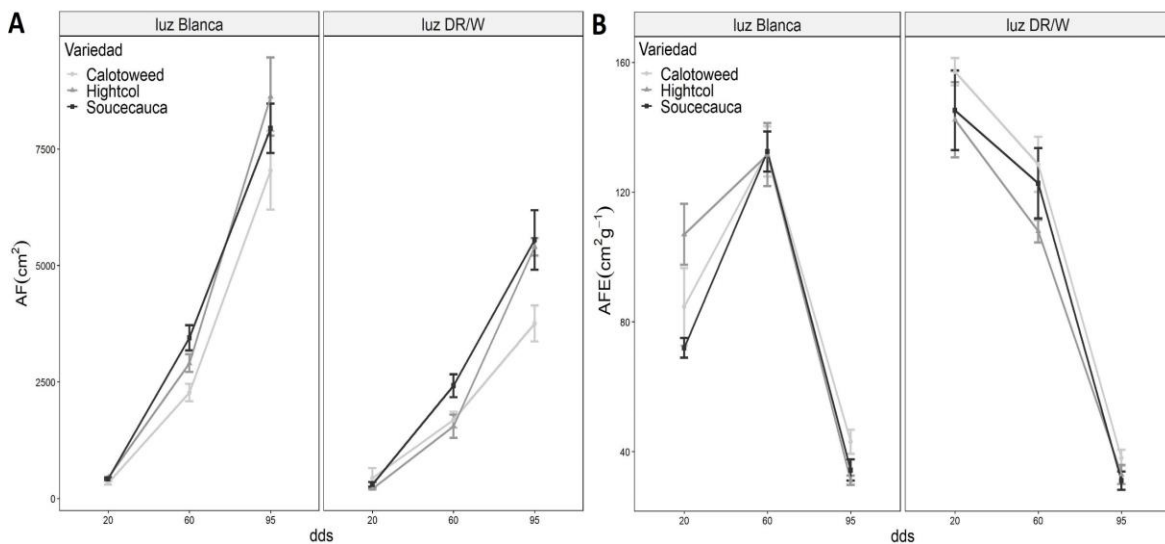 A
luz Blanca
luz DR/W
Variedad
Calotoweed
Hightcol
Soucecauca
AF(cm²)
7500
5000
2500
0
20 60 95
20 60 95
dds
B
luz Blanca
luz DR/W
Variedad
Calotoweed
Hightcol
Soucecauca
AFE(cm²g⁻¹)
160
120
80
40
20 60 95
20 60 95
dds